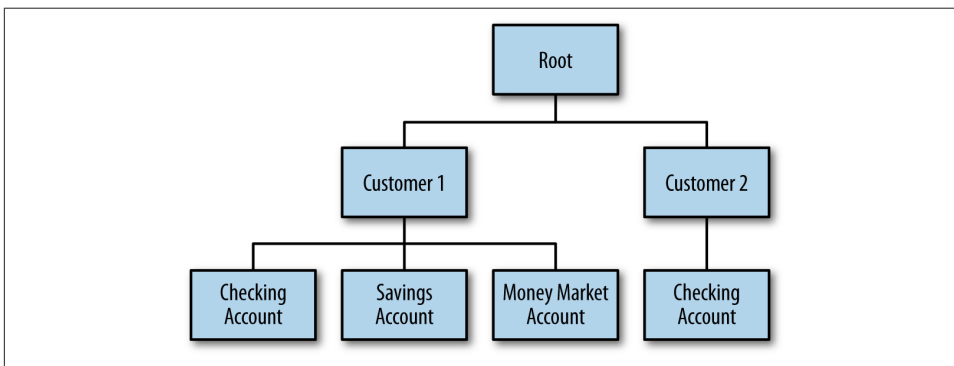 Root
Customer 1
Customer 2
Checking
Account
Savings
Account
Money Market
Account
Checking
Account